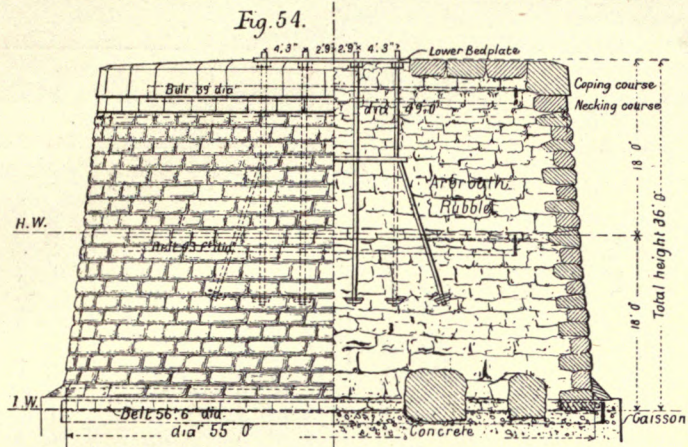 Fig. 54.
4' 3" 2' 9" 2' 9" 4' 3"
Lower Bedplate
Coping course
Belt 39' dia
Necking course
dia' 49' 0"
Arbroath
Rubble
18' 0"
H.W.
Total height 36' 0"
18' 0"
Belt 56' 6" dia
Caisson
dia' 55' 0"
Concrete